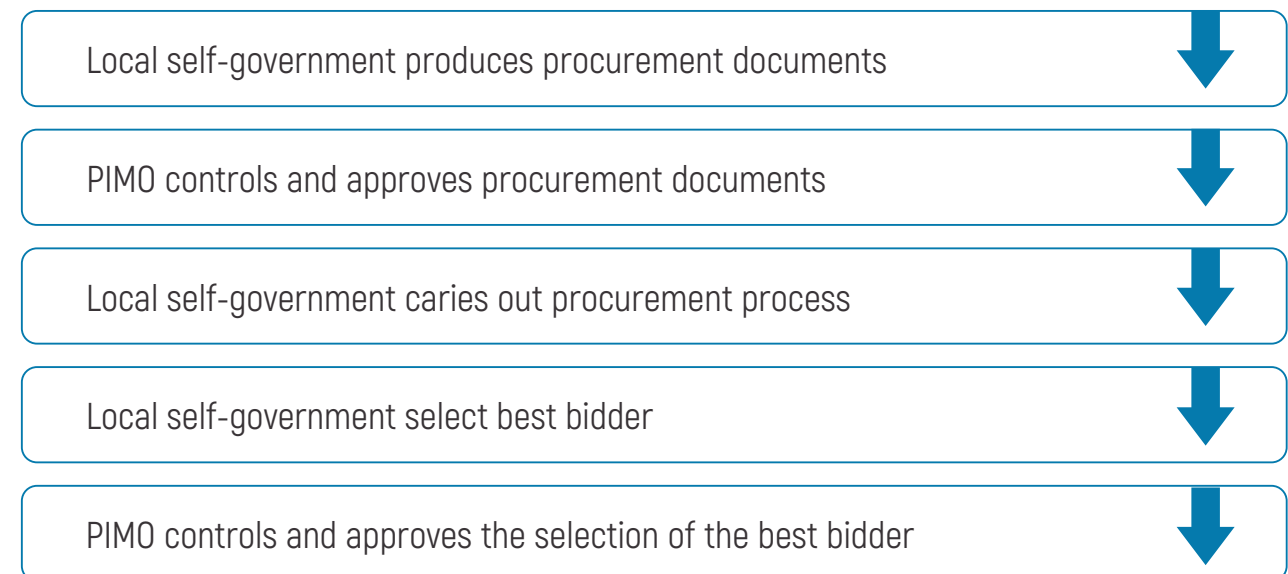 Local self-government produces procurement documents
PIMO controls and approves procurement documents
Local self-government caries out procurement process
Local self-government select best bidder
PIMO controls and approves the selection of the best bidder